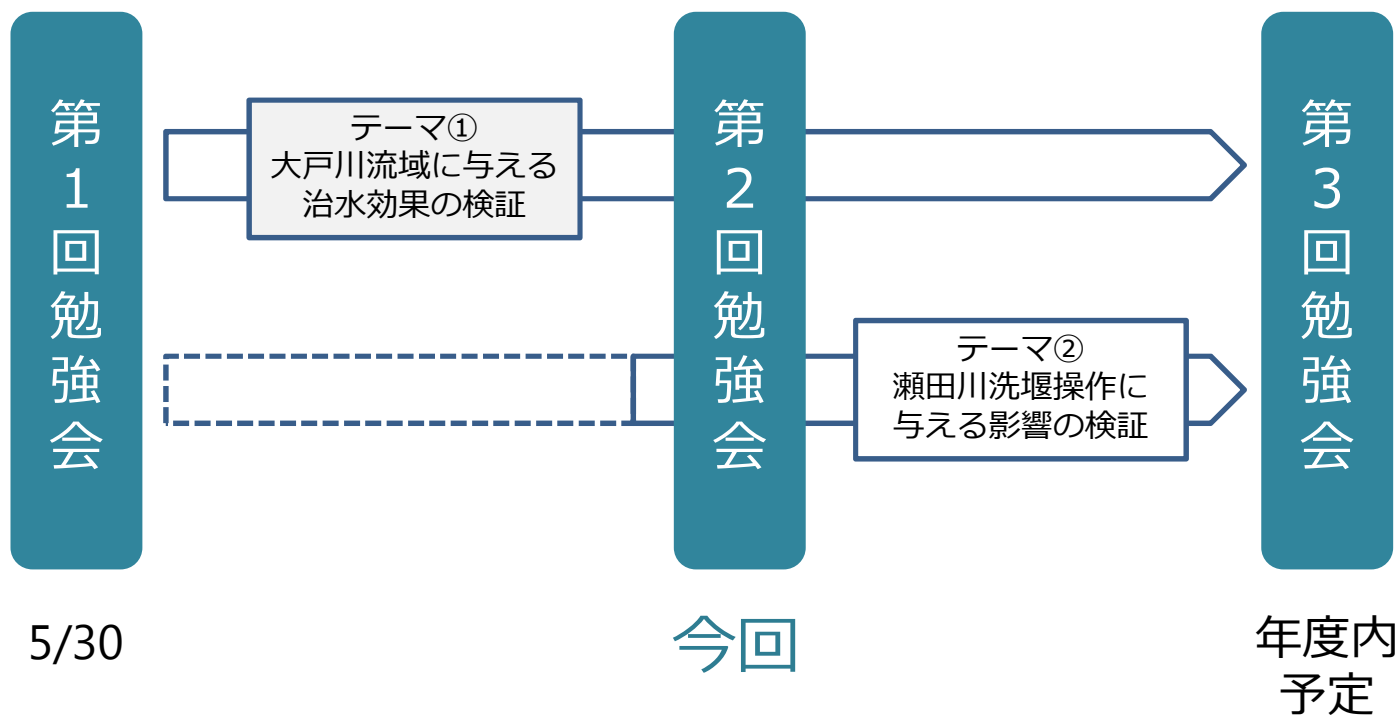 第1回勉強会
テーマ①
大戸川流域に与える
治水効果の検証
第2回勉強会
テーマ②
瀬田川洗堰操作に
与える影響の検証
第3回勉強会
5/30
今回
年度内
予定